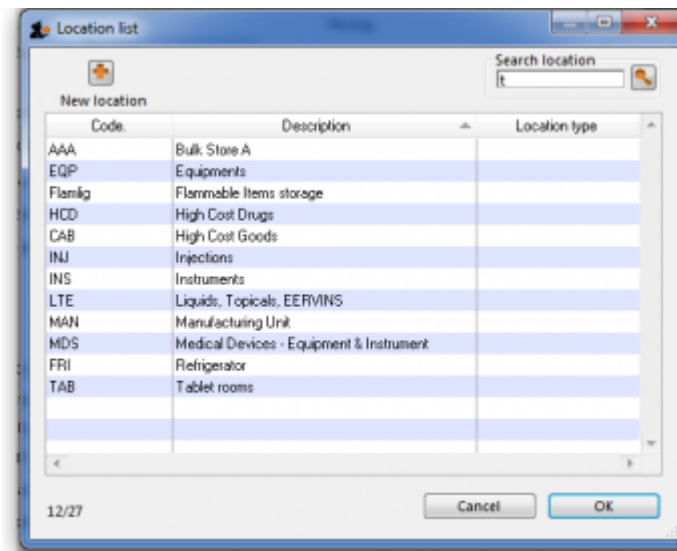 Location list
Search location
t
New location
Code. Description Location type
AAA Bulk Store A
EQP Equipments
Flamlig Flammable Items storage
HCD High Cost Drugs
CAB High Cost Goods
INJ Injections
INS Instruments
LTE Liquids, Topicals, EERVINS
MAN Manufacturing Unit
MDS Medical Devices - Equipment & Instrument
FRI Refrigerator
TAB Tablet rooms
12/27 Cancel OK